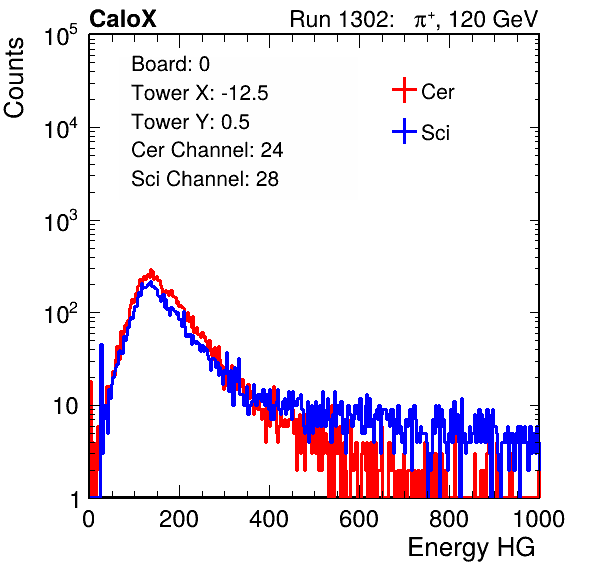 CaloX Run 1302: π⁺, 120 GeV
Board: 0
Tower X: -12.5
Tower Y: 0.5
Cer Channel: 24
Sci Channel: 28
Cer
Sci
Counts
10⁵
10⁴
10³
10²
10
1
0 200 400 600 800 1000
Energy HG